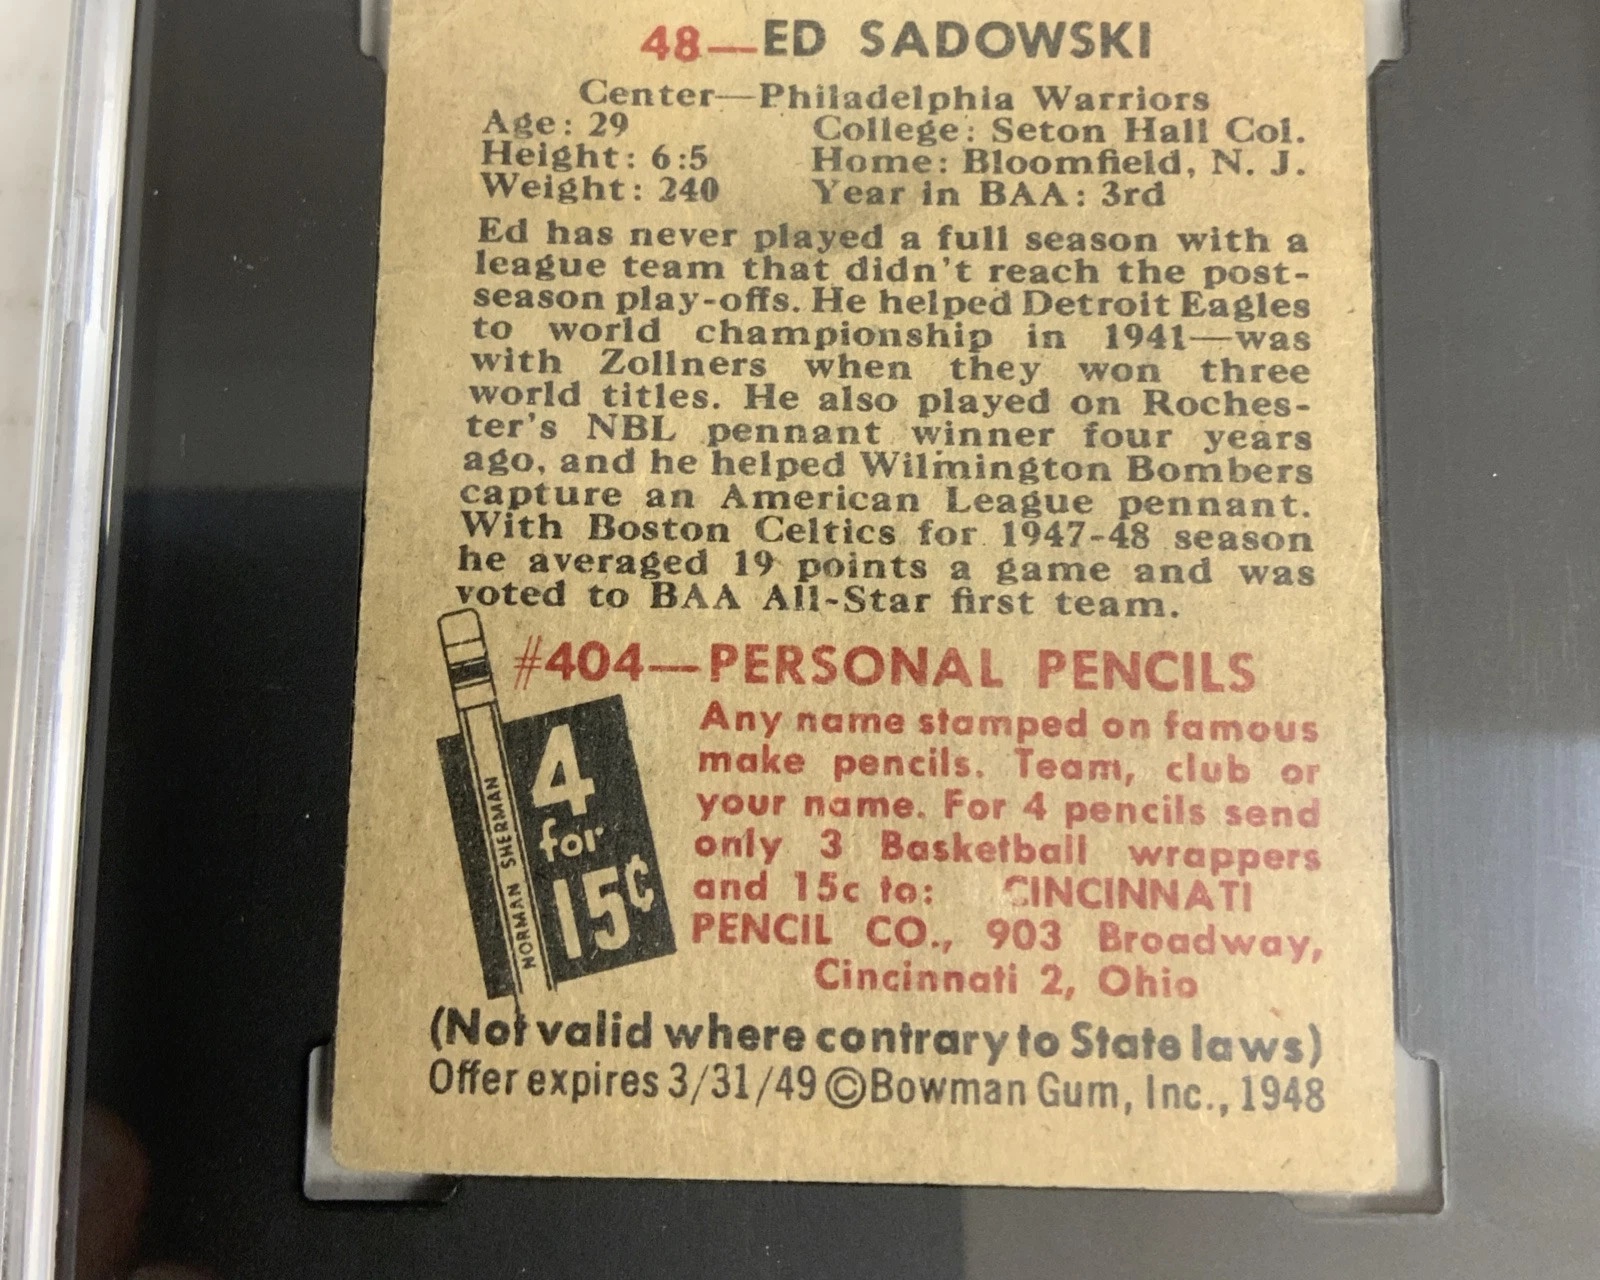 48—ED SADOWSKI
Center—Philadelphia Warriors
Age: 29 College: Seton Hall Col.
Height: 6:5 Home: Bloomfield, N. J.
Weight: 240 Year in BAA: 3rd
Ed has never played a full season with a
league team that didn't reach the post-
season play-offs. He helped Detroit Eagles
to world championship in 1941—was
with Zollners when they won three
world titles. He also played on Roches-
ter's NBL pennant winner four years
ago, and he helped Wilmington Bombers
capture an American League pennant.
With Boston Celtics for 1947-48 season
he averaged 19 points a game and was
voted to BAA All-Star first team.
#404—PERSONAL PENCILS
4
for
15¢
NORMAN SHERMAN
Any name stamped on famous
make pencils. Team, club or
your name. For 4 pencils send
only 3 Basketball wrappers
and 15c to: CINCINNATI
PENCIL CO., 903 Broadway,
Cincinnati 2, Ohio
(Not valid where contrary to State laws)
Offer expires 3/31/49 ©Bowman Gum, Inc., 1948